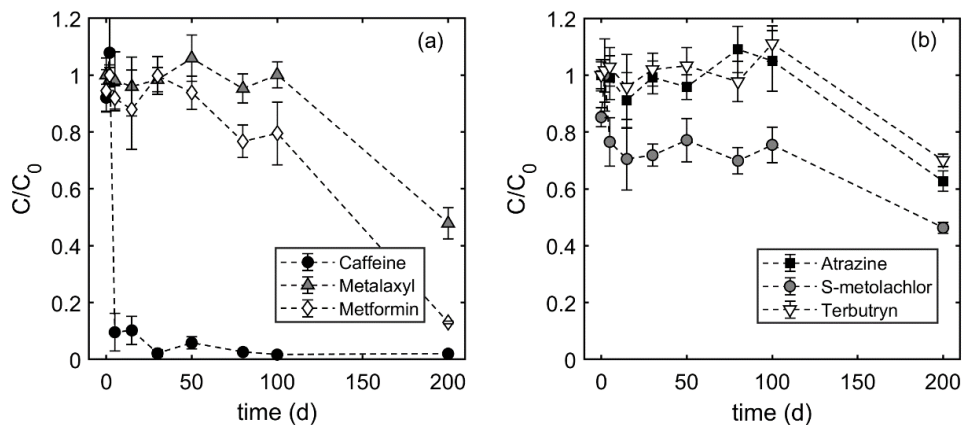 (a)
C/C0
1.2
1
0.8
0.6
0.4
0.2
0
Caffeine
Metalaxyl
Metformin
0 50 100 150 200
time (d)
(b)
C/C0
1.2
1
0.8
0.6
0.4
0.2
0
Atrazine
S-metolachlor
Terbutryn
0 50 100 150 200
time (d)